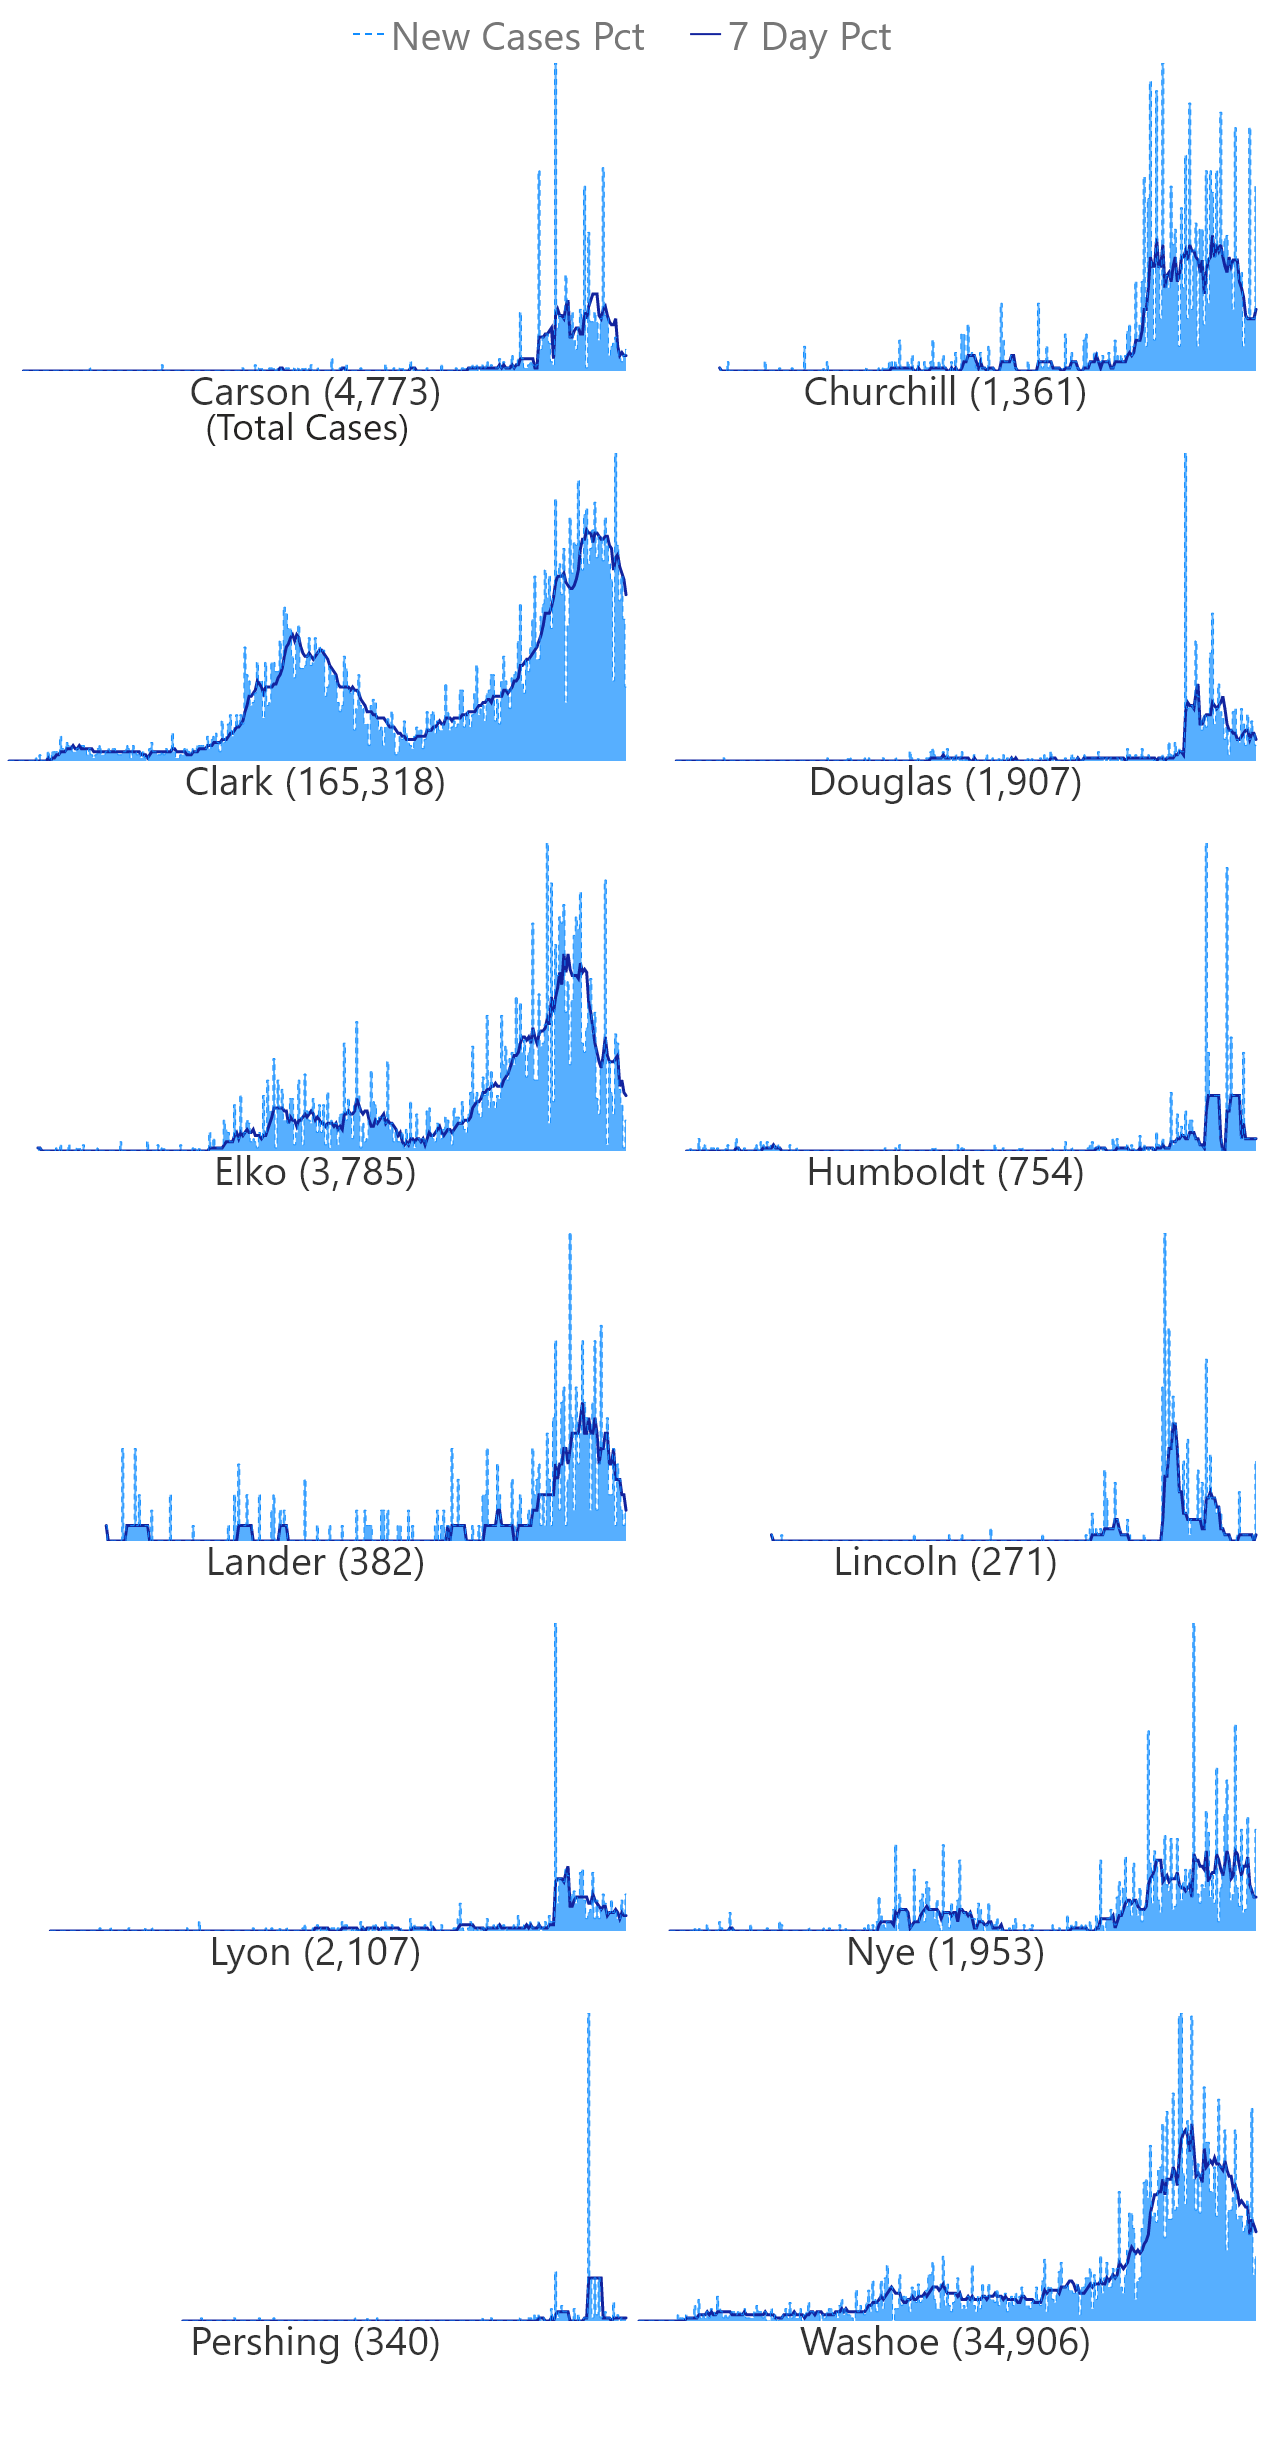 New Cases Pct 7 Day Pct
Carson (4,773) Churchill (1,361)
(Total Cases)
Clark (165,318) Douglas (1,907)
Elko (3,785) Humboldt (754)
Lander (382) Lincoln (271)
Lyon (2,107) Nye (1,953)
Pershing (340) Washoe (34,906)